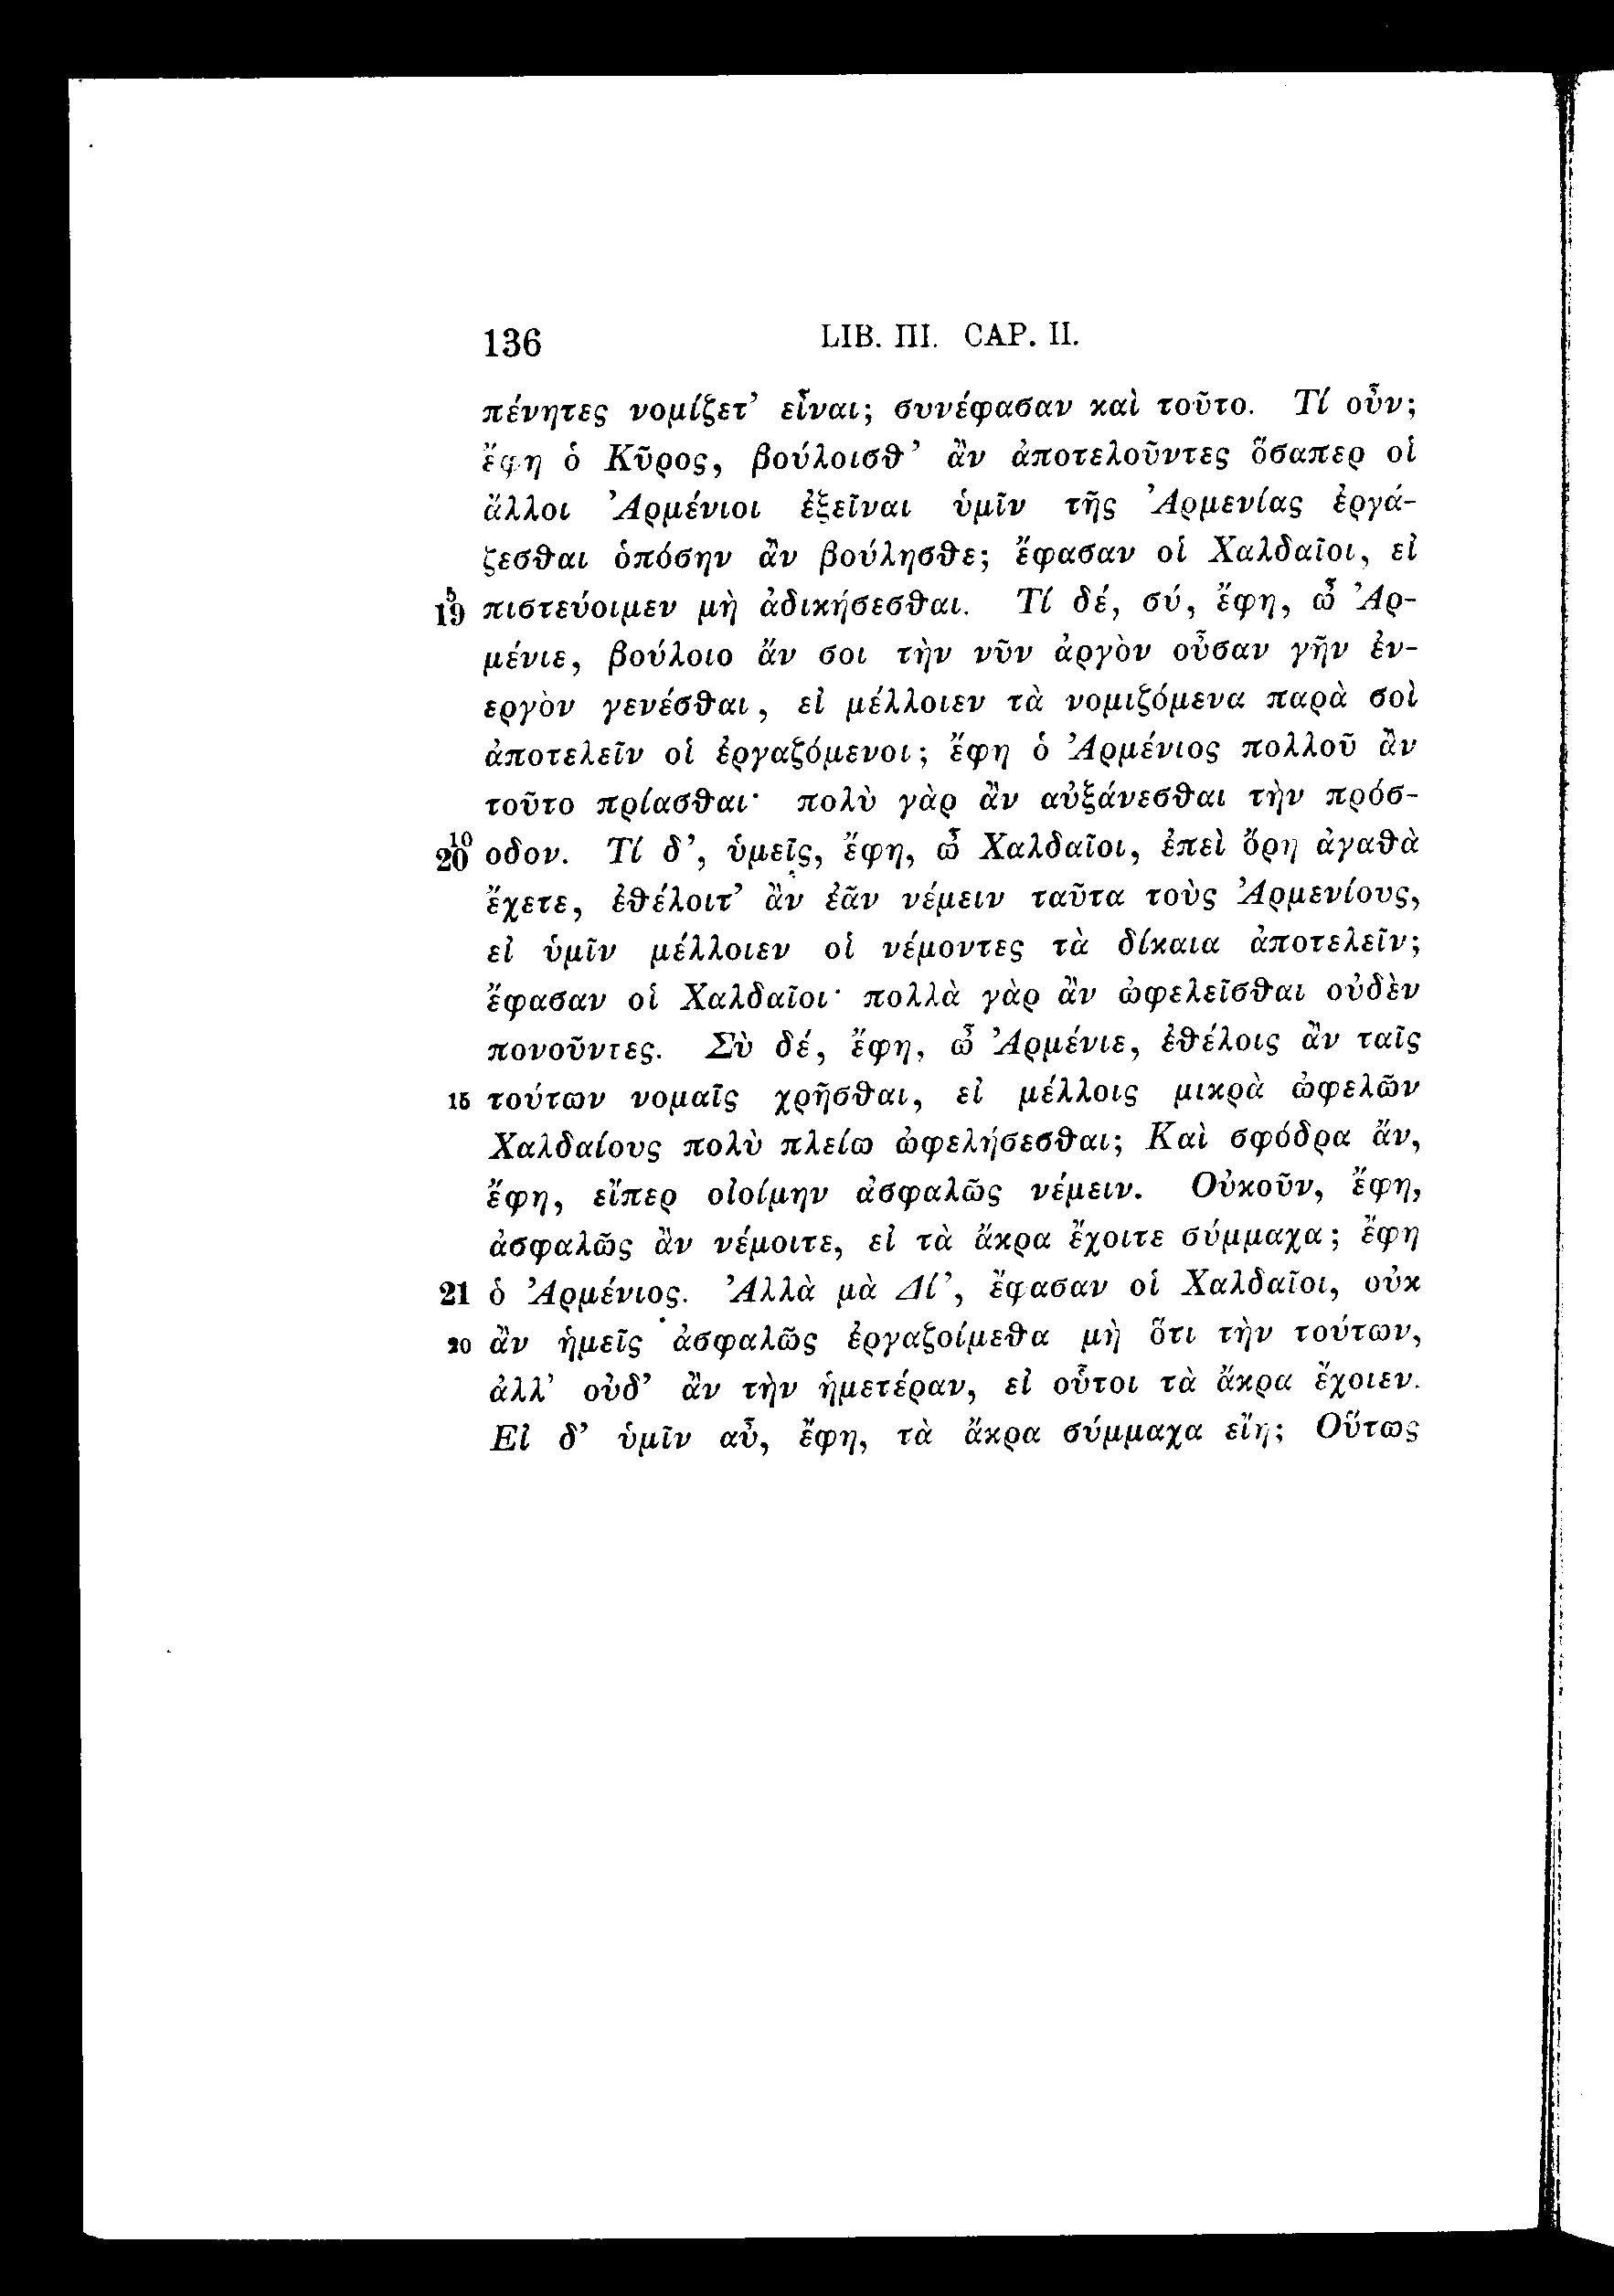 136 LIB. III. CAP. II.
πένητες νομίζετ’ εἶναι; συνέφασαν καὶ τοῦτο. Τί οὖν;
ἔφη ὁ Κῦρος, βούλοισθ’ ἂν ἀποτελοῦντες ὅσαπερ οἱ
ἄλλοι Ἀρμένιοι ἐξεῖναι ὑμῖν τῆς Ἀρμενίας ἐργά-
ζεσθαι ὁπόσην ἂν βούλησθε; ἔφασαν οἱ Χαλδαῖοι, εἰ
5 19 πιστεύοιμεν μὴ ἀδικήσεσθαι. Τί δέ, σύ, ἔφη, ὦ Ἀρ-
μένιε, βούλοιο ἄν σοι τὴν νῦν ἀργὸν οὖσαν γῆν ἐν-
εργὸν γενέσθαι, εἰ μέλλοιεν τὰ νομιζόμενα παρὰ σοὶ
ἀποτελεῖν οἱ ἐργαζόμενοι; ἔφη ὁ Ἀρμένιος πολλοῦ ἂν
τοῦτο πρίασθαι· πολὺ γὰρ ἂν αὐξάνεσθαι τὴν πρόσ-
10 20 οδον. Τί δ’, ὑμεῖς, ἔφη, ὦ Χαλδαῖοι, ἐπεὶ ὄρη ἀγαθὰ
ἔχετε, ἐθέλοιτ’ ἂν ἐᾶν νέμειν ταῦτα τοὺς Ἀρμενίους,
εἰ ὑμῖν μέλλοιεν οἱ νέμοντες τὰ δίκαια ἀποτελεῖν;
ἔφασαν οἱ Χαλδαῖοι· πολλὰ γὰρ ἂν ὠφελεῖσθαι οὐδὲν
πονοῦντες. Σὺ δέ, ἔφη, ὦ Ἀρμένιε, ἐθέλοις ἂν ταῖς
15 τούτων νομαῖς χρῆσθαι, εἰ μέλλοις μικρὰ ὠφελῶν
Χαλδαίους πολὺ πλείω ὠφελήσεσθαι; Καὶ σφόδρα ἄν,
ἔφη, εἴπερ οἰοίμην ἀσφαλῶς νέμειν. Οὐκοῦν, ἔφη,
ἀσφαλῶς ἂν νέμοιτε, εἰ τὰ ἄκρα ἔχοιτε σύμμαχα; ἔφη
21 ὁ Ἀρμένιος. Ἀλλὰ μὰ Δί’, ἔφασαν οἱ Χαλδαῖοι, οὐκ
20 ἂν ἡμεῖς ἀσφαλῶς ἐργαζοίμεθα μὴ ὅτι τὴν τούτων,
ἀλλ’ οὐδ’ ἂν τὴν ἡμετέραν, εἰ οὗτοι τὰ ἄκρα ἔχοιεν.
Εἰ δ’ ὑμῖν αὖ, ἔφη, τὰ ἄκρα σύμμαχα εἴη; Οὕτως